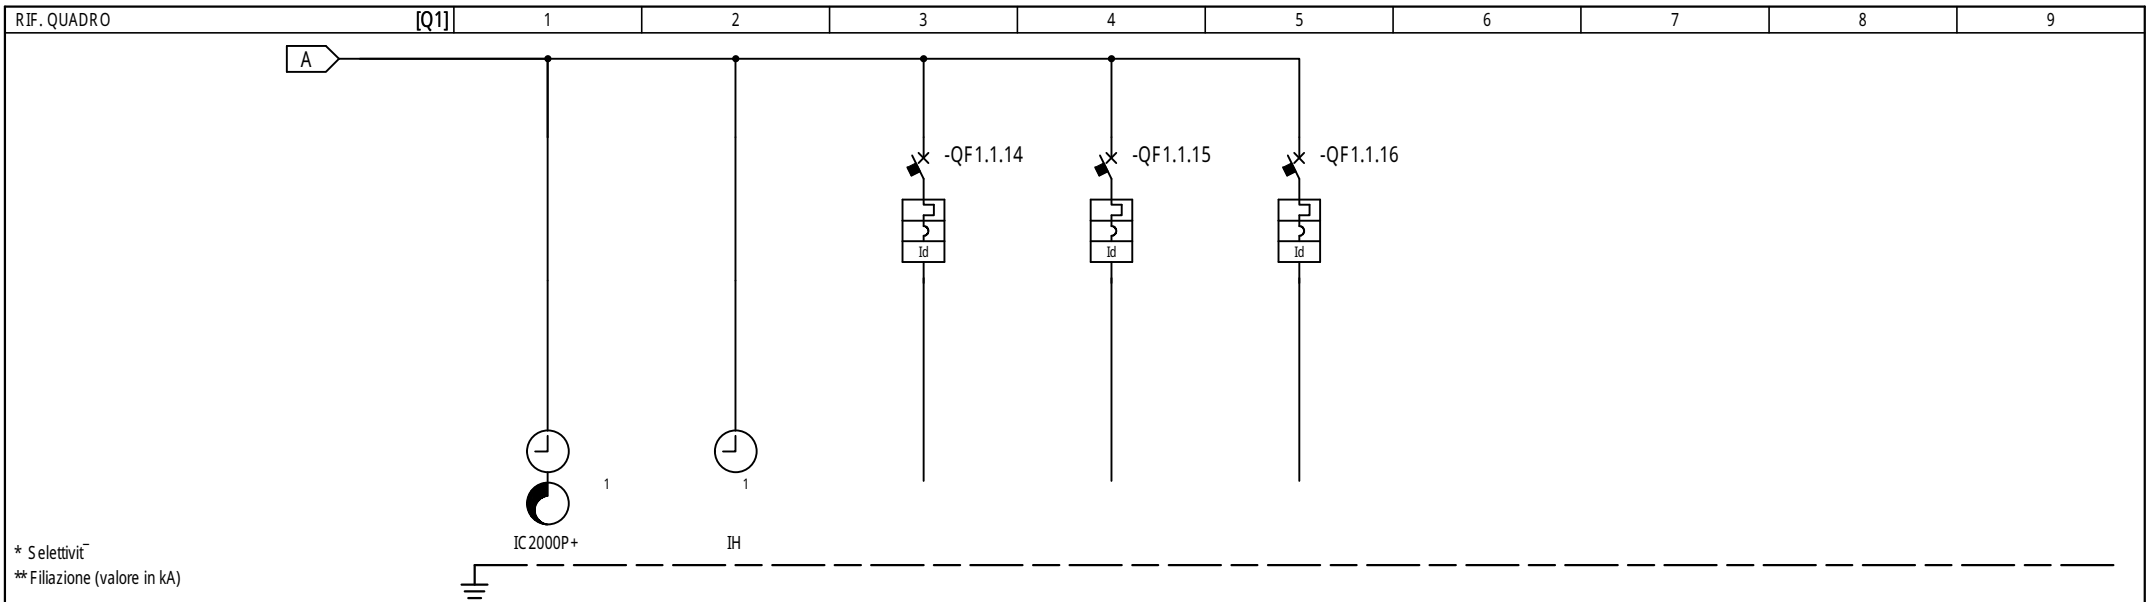 RIF. QUADRO [Q1] 1 2 3 4 5 6 7 8 9
A
-QF1.1.14 -QF1.1.15 -QF1.1.16
Id Id Id
1 1
IC2000P+ IH
* Selettivit¯
** Filiazione (valore in kA)